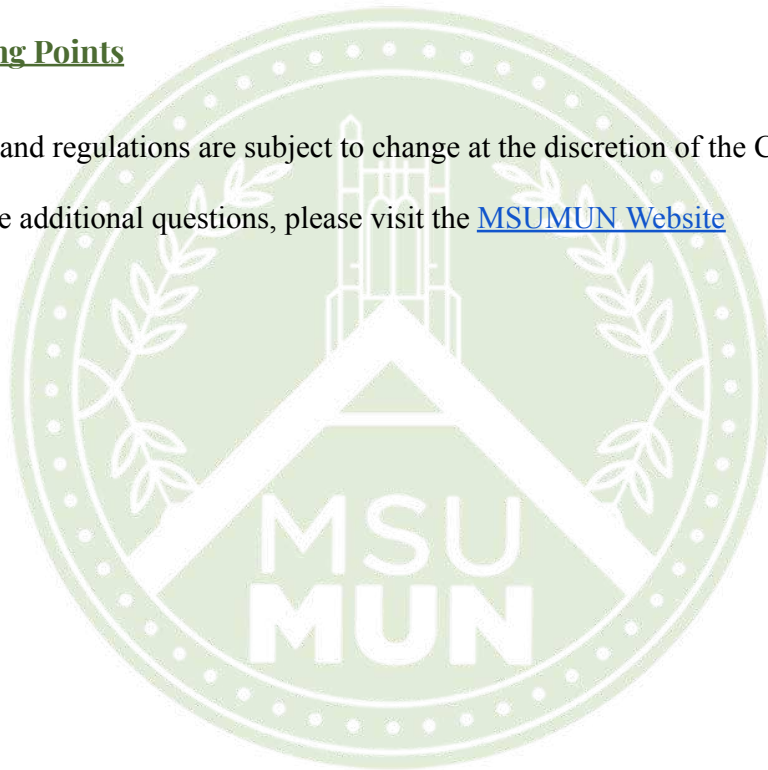 ng Points
and regulations are subject to change at the discretion of the C
e additional questions, please visit the MSUMUN Website
MSU
MUN